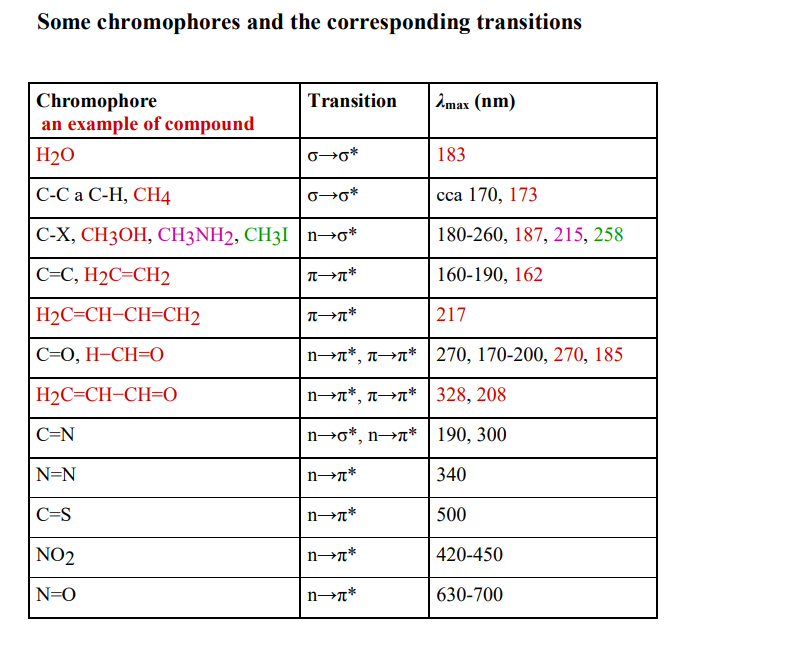 Some chromophores and the corresponding transitions
Chromophore Transition λmax (nm)
an example of compound
H2O σ→σ* 183
C-C a C-H, CH4 σ→σ* cca 170, 173
C-X, CH3OH, CH3NH2, CH3I n→σ* 180-260, 187, 215, 258
C=C, H2C=CH2 π→π* 160-190, 162
H2C=CH−CH=CH2 π→π* 217
C=O, H−CH=O n→π*, π→π* 270, 170-200, 270, 185
H2C=CH−CH=O n→π*, π→π* 328, 208
C=N n→σ*, n→π* 190, 300
N=N n→π* 340
C=S n→π* 500
NO2 n→π* 420-450
N=O n→π* 630-700